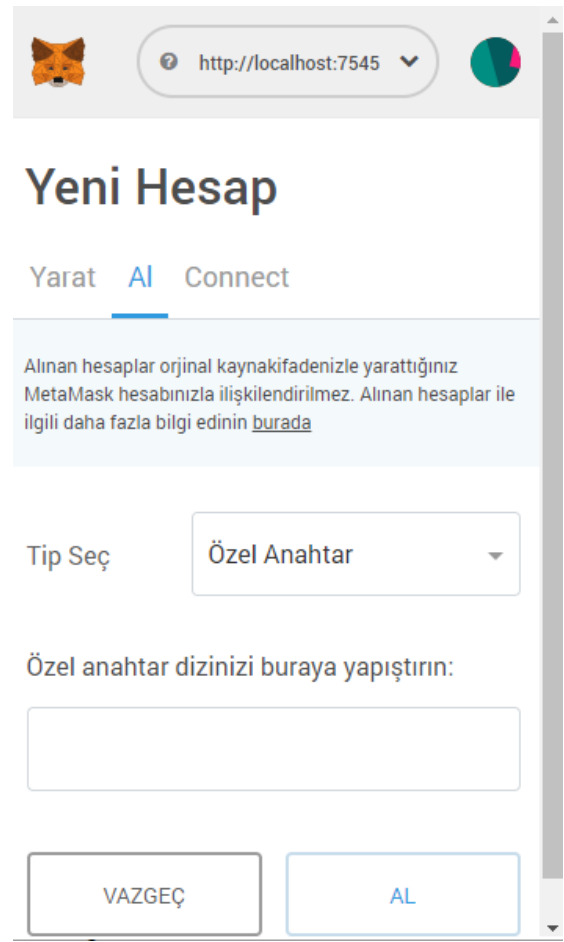 http://localhost:7545
Yeni Hesap
Yarat Al Connect
Alınan hesaplar orjinal kaynakifadenizle yarattığınız
MetaMask hesabınızla ilişkilendirilmez. Alınan hesaplar ile
ilgili daha fazla bilgi edinin burada
Tip Seç Özel Anahtar
Özel anahtar dizinizi buraya yapıştırın:
VAZGEÇ AL